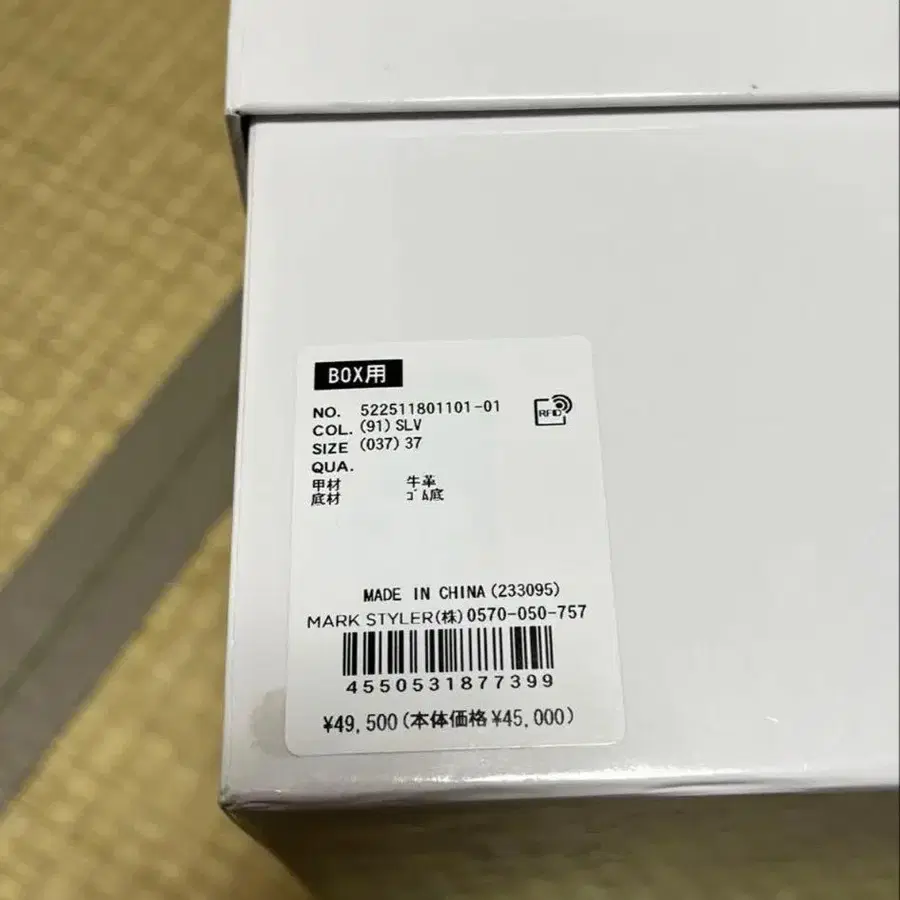 BOX用
NO. 522511801101-01
RFID
COL. (91) SLV
SIZE (037) 37
QUA.
甲材 牛革
底材 ゴム底
MADE IN CHINA (233095)
MARK STYLER(株) 0570-050-757
4550531877399
¥49,500(本体価格¥45,000)